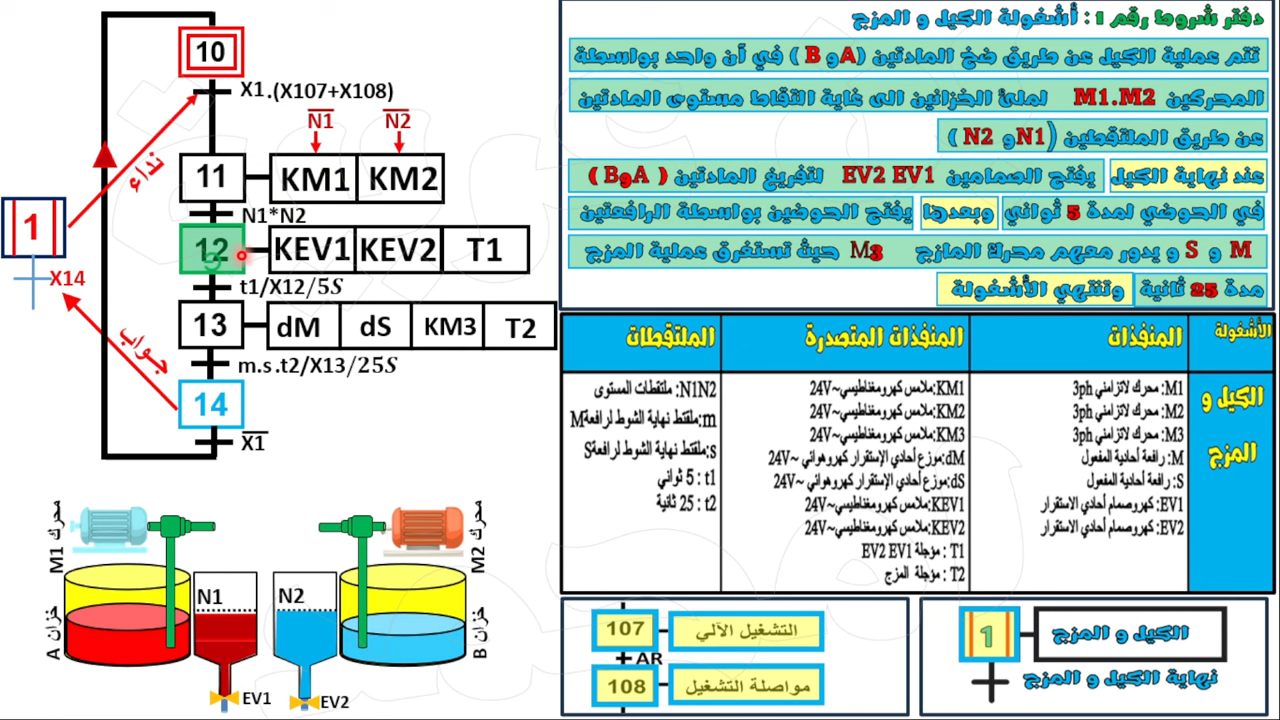 دفتر شروط رقم 1 : أشغولة الكيل و المزج
تتم عملية الكيل عن طريق ضخ المادتين (A و B ) في آن واحد بواسطة
المحركين M1.M2 لملئ الخزانين الى غاية التقاط مستوى المادتين
عن طريق الملتقطين (N1 و N2 )
عند نهاية الكيل يفتح الصمامين EV2 EV1 لتفريغ المادتين ( A و B )
في الحوضي لمدة 5 ثواني وبعدها يفتح الحوضين بواسطة الرافعتين
M و S و يدور معهم محرك المازج M3 حيث تستغرق عملية المزج
مدة 25 ثانية وتنتهي الأشغولة
10
X1.(X107+X108)
N1 N2
نداء
11 KM1 KM2
N1*N2
1
12 KEV1 KEV2 T1
X14
t1/X12/5S
13 dM dS KM3 T2
جواب
m.s.t2/X13/25S
14
X1
الأشغولة المنفذات المنفذات المتصدرة الملتقطات
الكيل و
المزج
M1: محرك لاتزامني 3ph
M2: محرك لاتزامني 3ph
M3: محرك لاتزامني 3ph
M: رافعة أحادية المفعول
S: رافعة أحادية المفعول
EV1: كهروصمام أحادي الاستقرار
EV2: كهروصمام أحادي الاستقرار
KM1:ملامس كهرومغناطيسي~24V
KM2:ملامس كهرومغناطيسي~24V
KM3:ملامس كهرومغناطيسي~24V
dM:موزع أحادي الإستقرار كهروهوائي ~24V
dS:موزع أحادي الإستقرار كهروهوائي ~24V
KEV1:ملامس كهرومغناطيسي~24V
KEV2:ملامس كهرومغناطيسي~24V
T1 : مؤجلة EV2 EV1
T2 : مؤجلة المزج
N1N2: ملتقطات المستوى
m:ملتقط نهاية الشوط لرافعةM
s:ملتقط نهاية الشوط لرافعةS
t1 : 5 ثواني
t2 : 25 ثانية
محرك M1
محرك M2
خزان A
N1
N2
خزان B
EV1
EV2
107 التشغيل الآلي
AR
108 مواصلة التشغيل
1 الكيل و المزج
نهاية الكيل و المزج